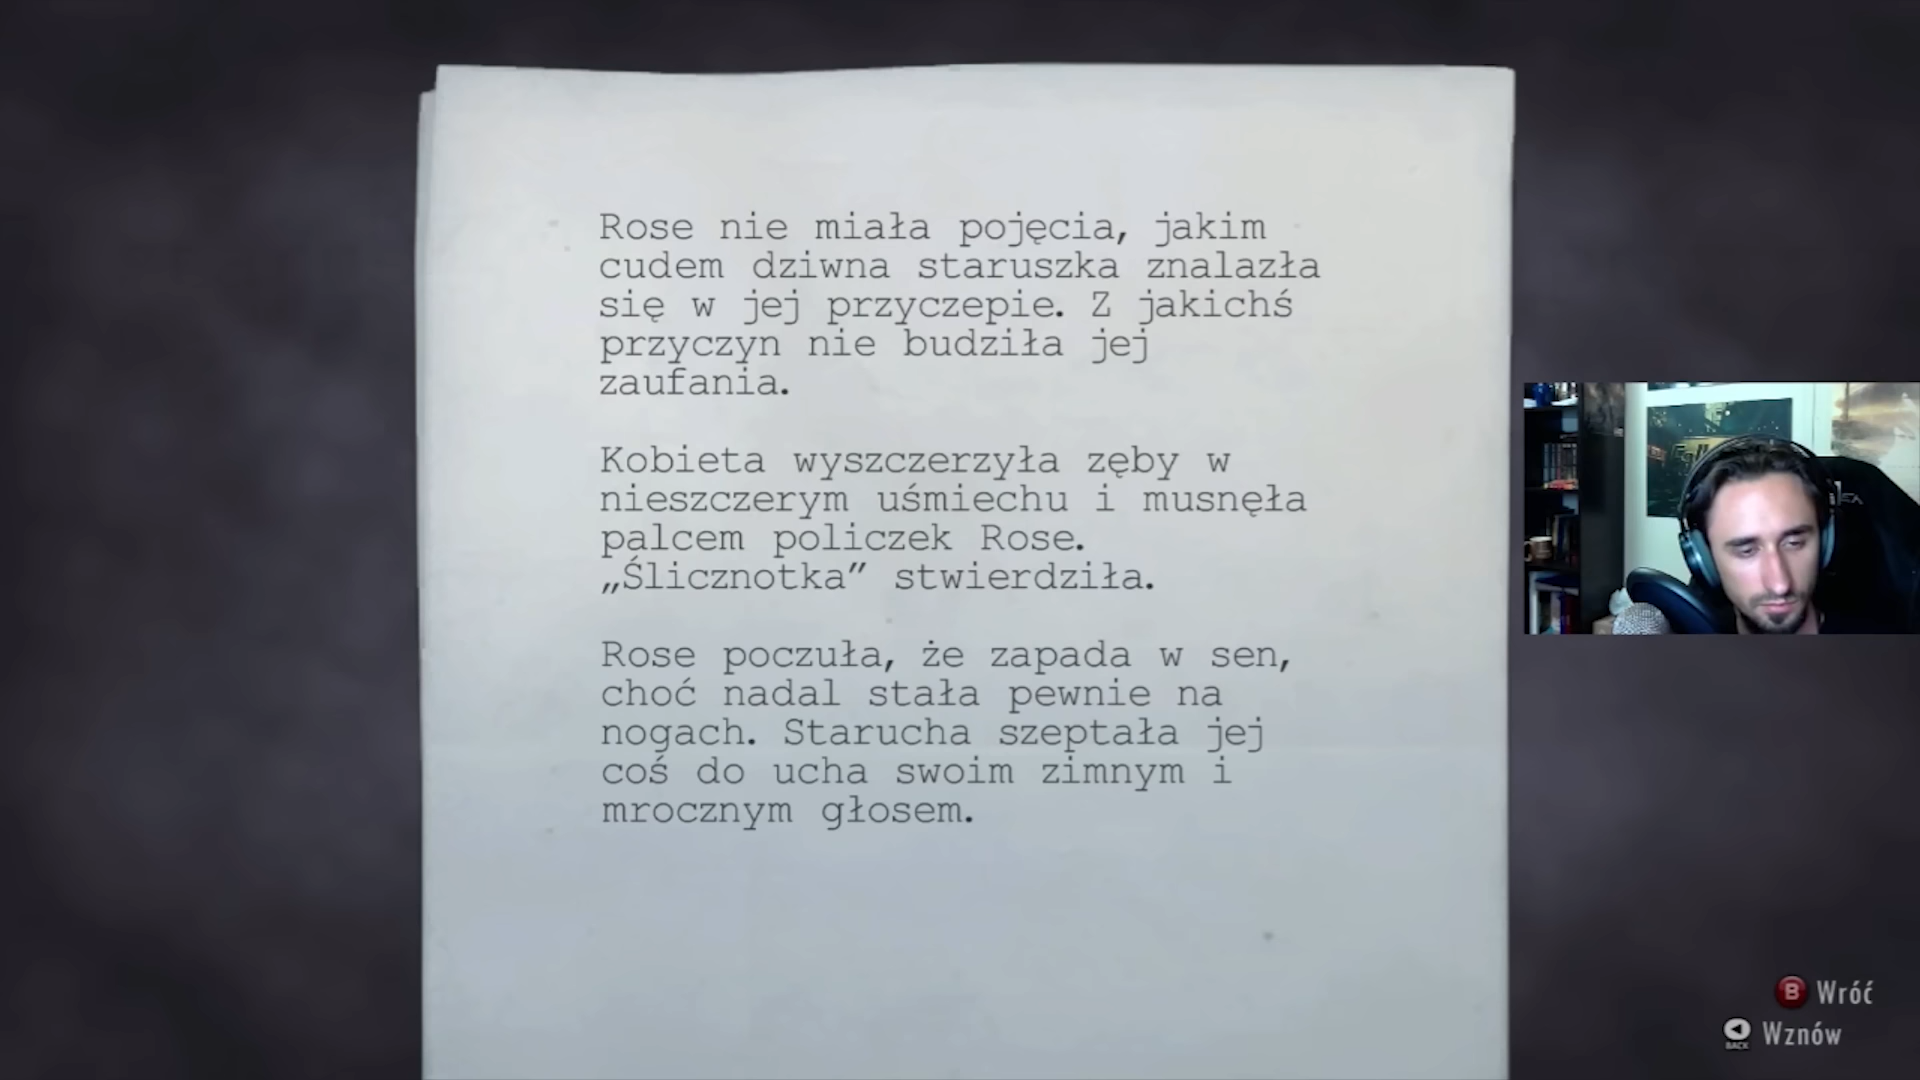 Rose nie miała pojęcia, jakim
cudem dziwna staruszka znalazła
się w jej przyczepie. Z jakichś
przyczyn nie budziła jej
zaufania.
Kobieta wyszczerzyła zęby w
nieszczerym uśmiechu i musnęła
palcem policzek Rose.
„Ślicznotka” stwierdziła.
Rose poczuła, że zapada w sen,
choć nadal stała pewnie na
nogach. Starucha szeptała jej
coś do ucha swoim zimnym i
mrocznym głosem.
B Wróć
BACK Wznów